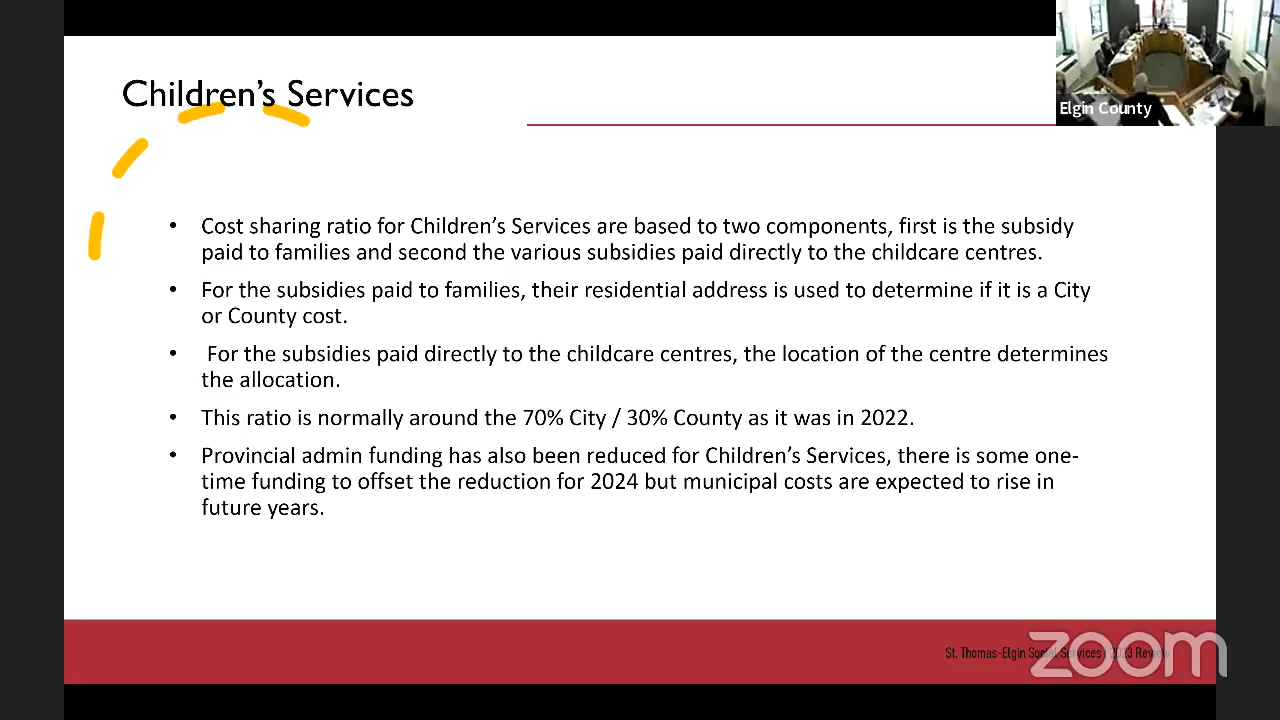 Children's Services
Elgin County
• Cost sharing ratio for Children's Services are based to two components, first is the subsidy
paid to families and second the various subsidies paid directly to the childcare centres.
• For the subsidies paid to families, their residential address is used to determine if it is a City
or County cost.
• For the subsidies paid directly to the childcare centres, the location of the centre determines
the allocation.
• This ratio is normally around the 70% City / 30% County as it was in 2022.
• Provincial admin funding has also been reduced for Children's Services, there is some one-
time funding to offset the reduction for 2024 but municipal costs are expected to rise in
future years.
St. Thomas-Elgin Social Services 2023 Review
zoom